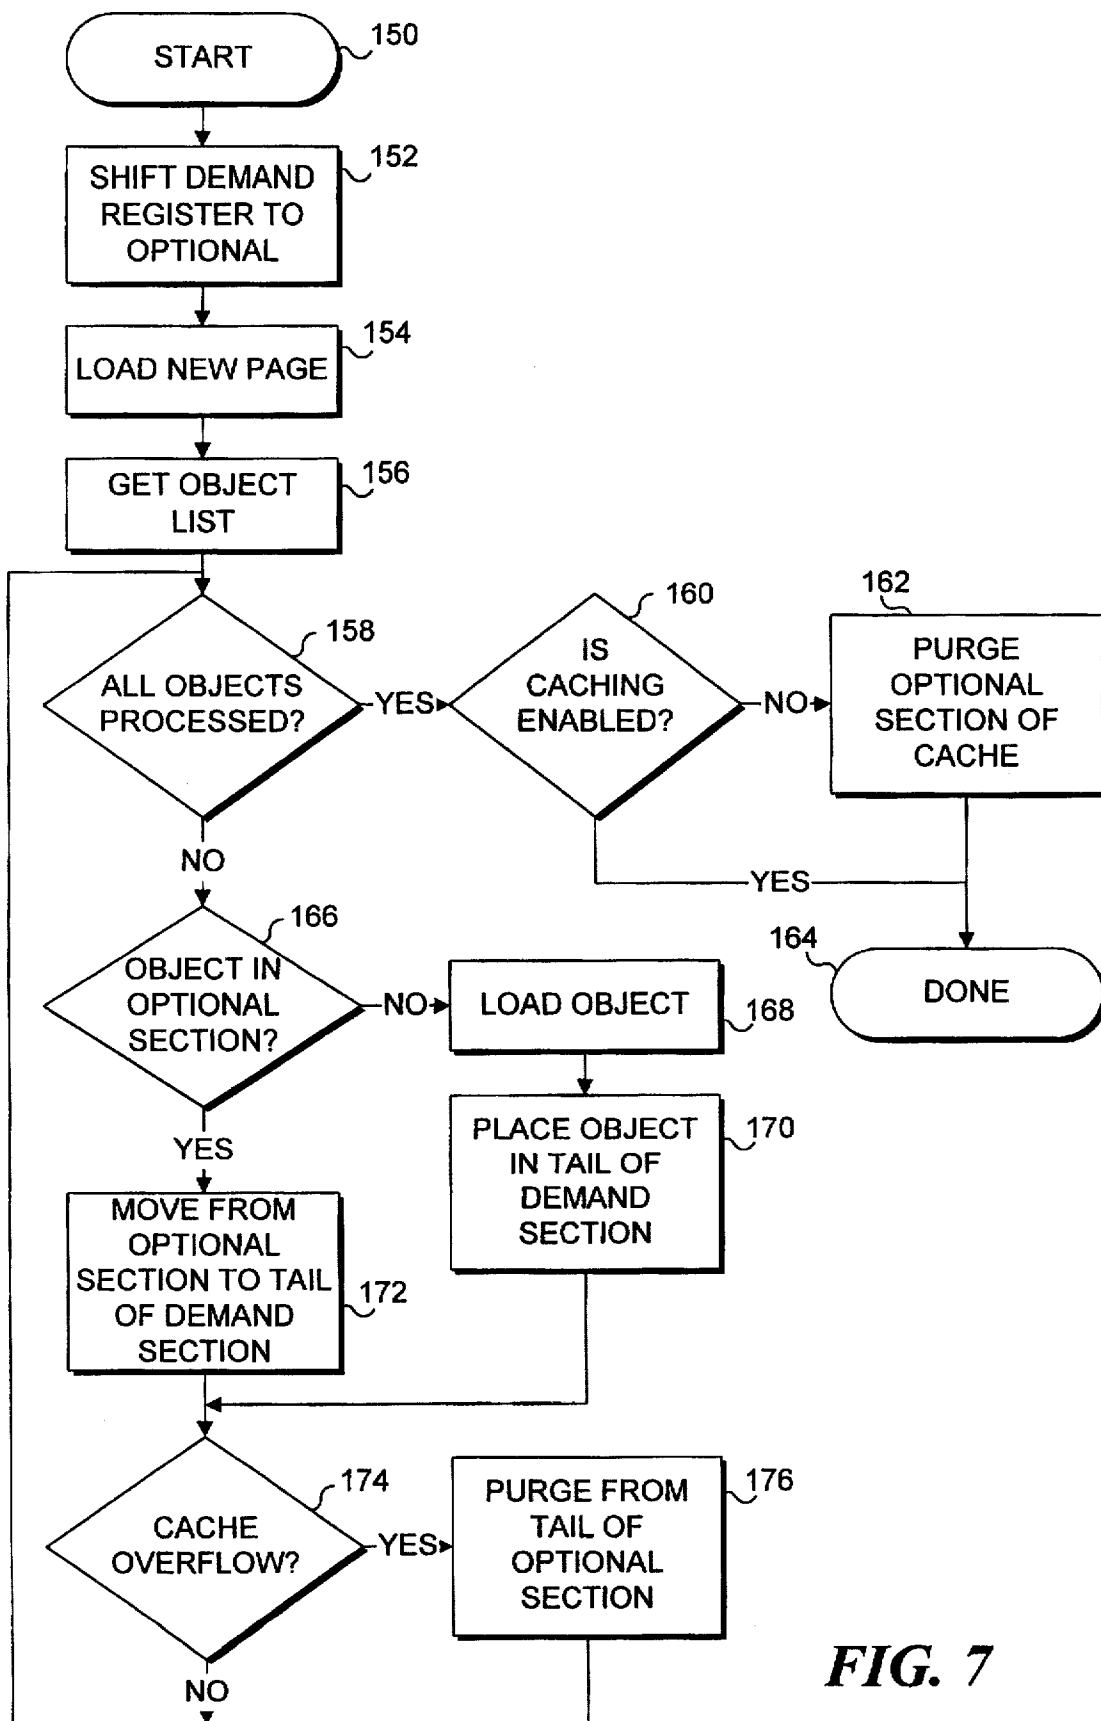 START
150
SHIFT DEMAND
REGISTER TO
OPTIONAL
152
LOAD NEW PAGE
154
GET OBJECT
LIST
156
ALL OBJECTS
PROCESSED?
158
YES
IS
CACHING
ENABLED?
160
NO
162
PURGE
OPTIONAL
SECTION OF
CACHE
NO
YES
164
DONE
OBJECT IN
OPTIONAL
SECTION?
166
NO
LOAD OBJECT
168
YES
PLACE OBJECT
IN TAIL OF
DEMAND
SECTION
170
MOVE FROM
OPTIONAL
SECTION TO TAIL
OF DEMAND
SECTION
172
CACHE
OVERFLOW?
174
YES
PURGE FROM
TAIL OF
OPTIONAL
SECTION
176
NO
FIG. 7